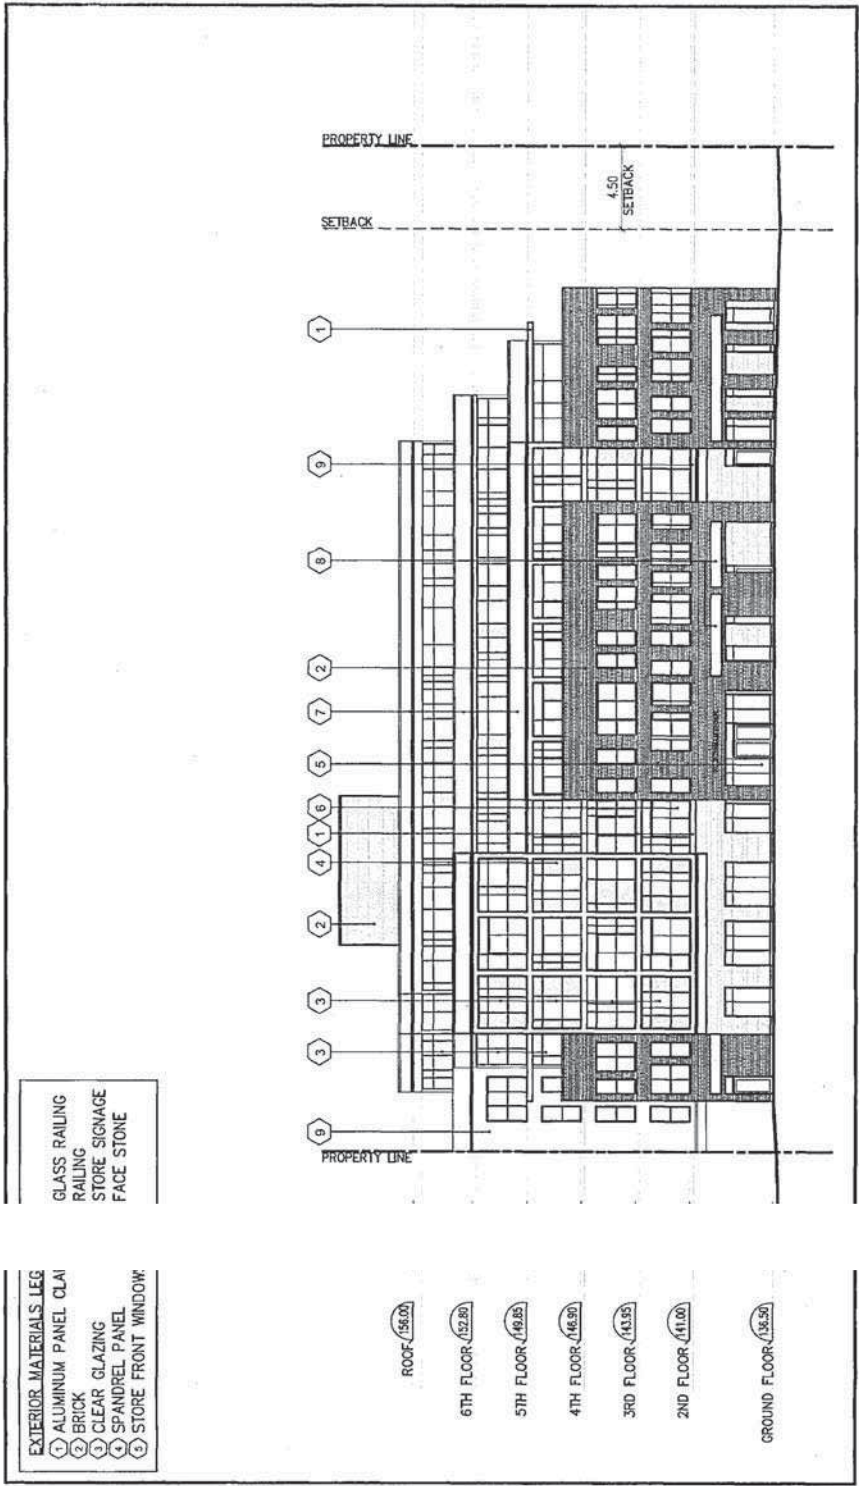 PROPERTY LINE
SETBACK
4.50
SETBACK
1
9
8
2
7
5
6
1
4
2
3
3
9
PROPERTY LINE
GLASS RAILING
RAILING
STORE SIGNAGE
FACE STONE
EXTERIOR MATERIALS LEG
1 ALUMINUM PANEL CLA
2 BRICK
3 CLEAR GLAZING
4 SPANDREL PANEL
5 STORE FRONT WINDOW
ROOF 156.00
6TH FLOOR 152.80
5TH FLOOR 149.85
4TH FLOOR 146.90
3RD FLOOR 143.95
2ND FLOOR 141.00
GROUND FLOOR 136.50